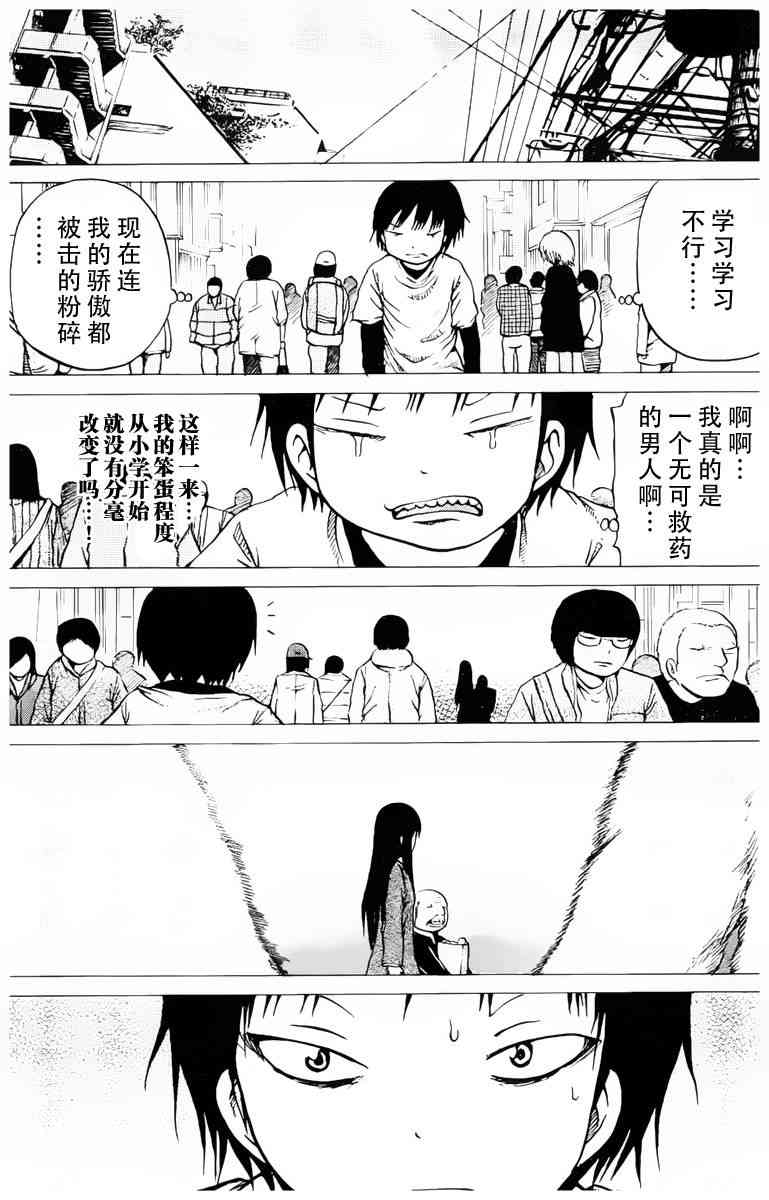 学习学习
不行……
现在连
我的骄傲都
被击的粉碎
……
啊啊…
我真的是
一个无可救药
的男人啊…
这样一来…
我的笨蛋程度
从小学开始
就没有分毫
改变了吗……!